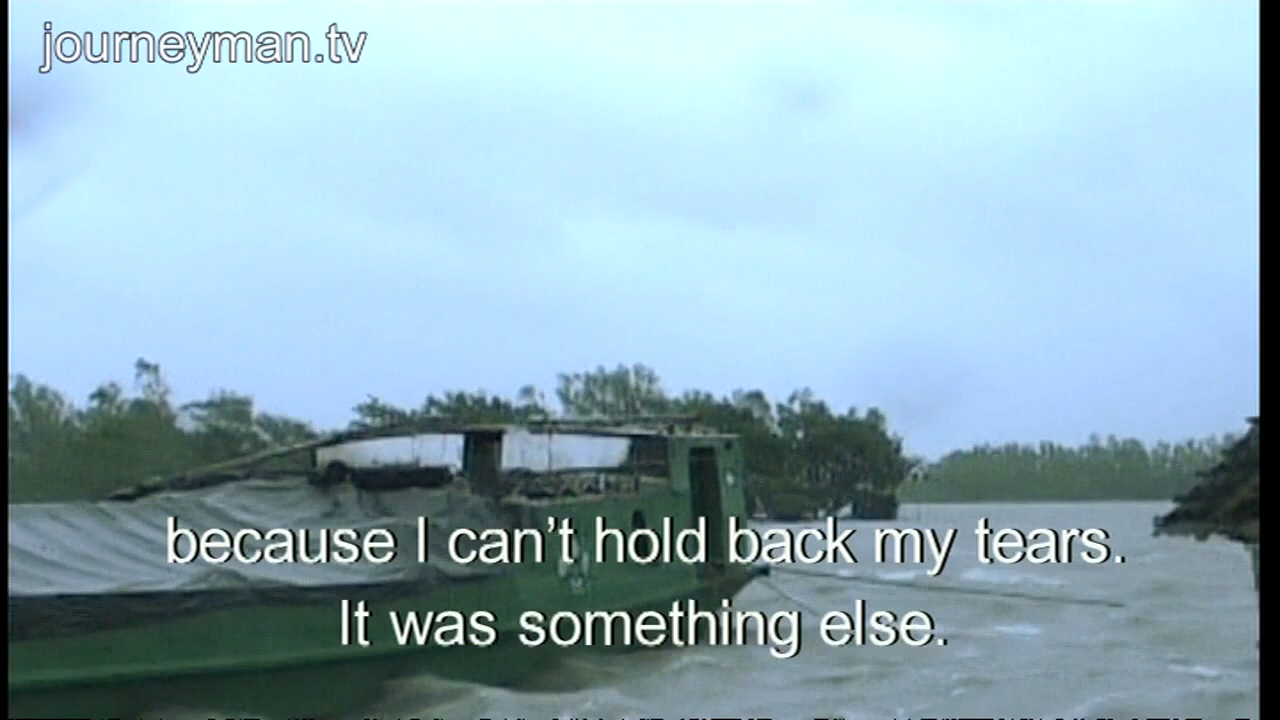 journeyman.tv
because I can't hold back my tears.
It was something else.